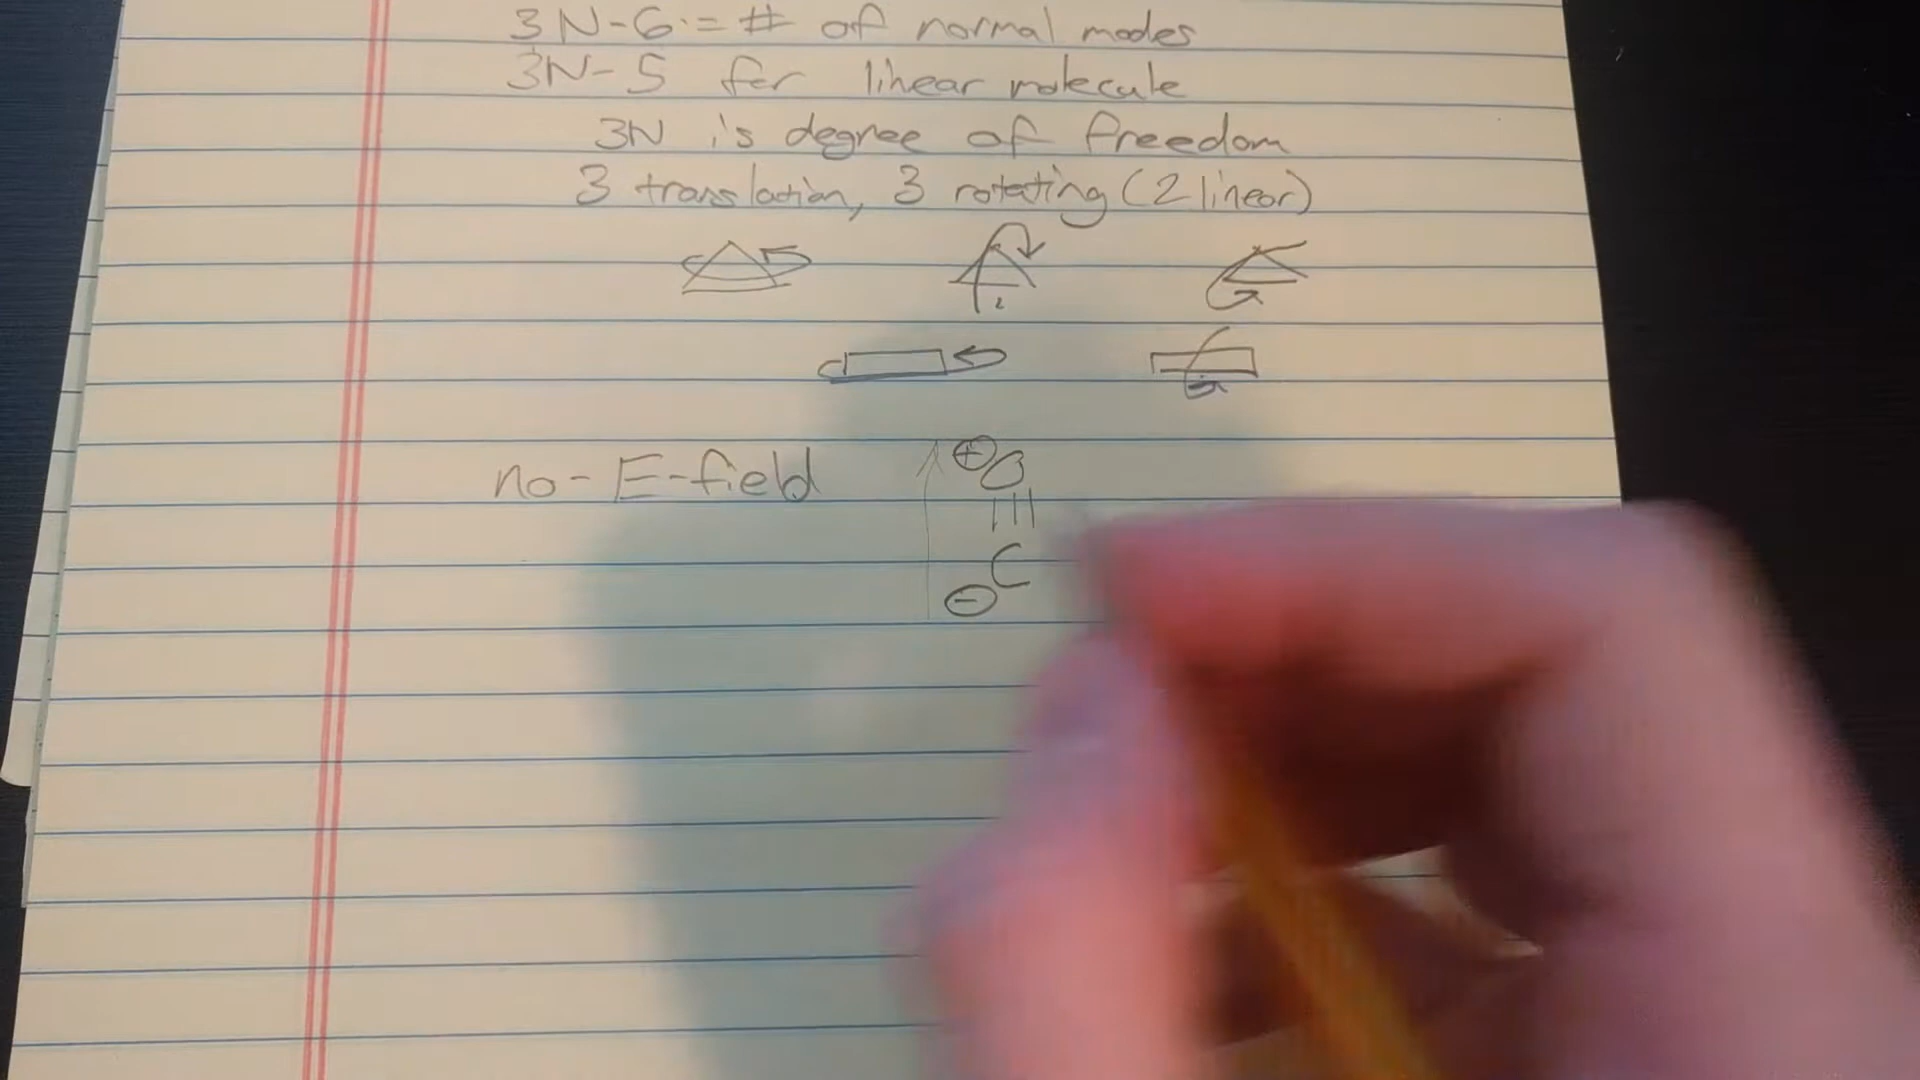 3N-6 = # of normal modes
3N-5 for linear molecule
3N is degree of freedom
3 translation, 3 rotating (2 linear)
no-E-field
+ O
C
-